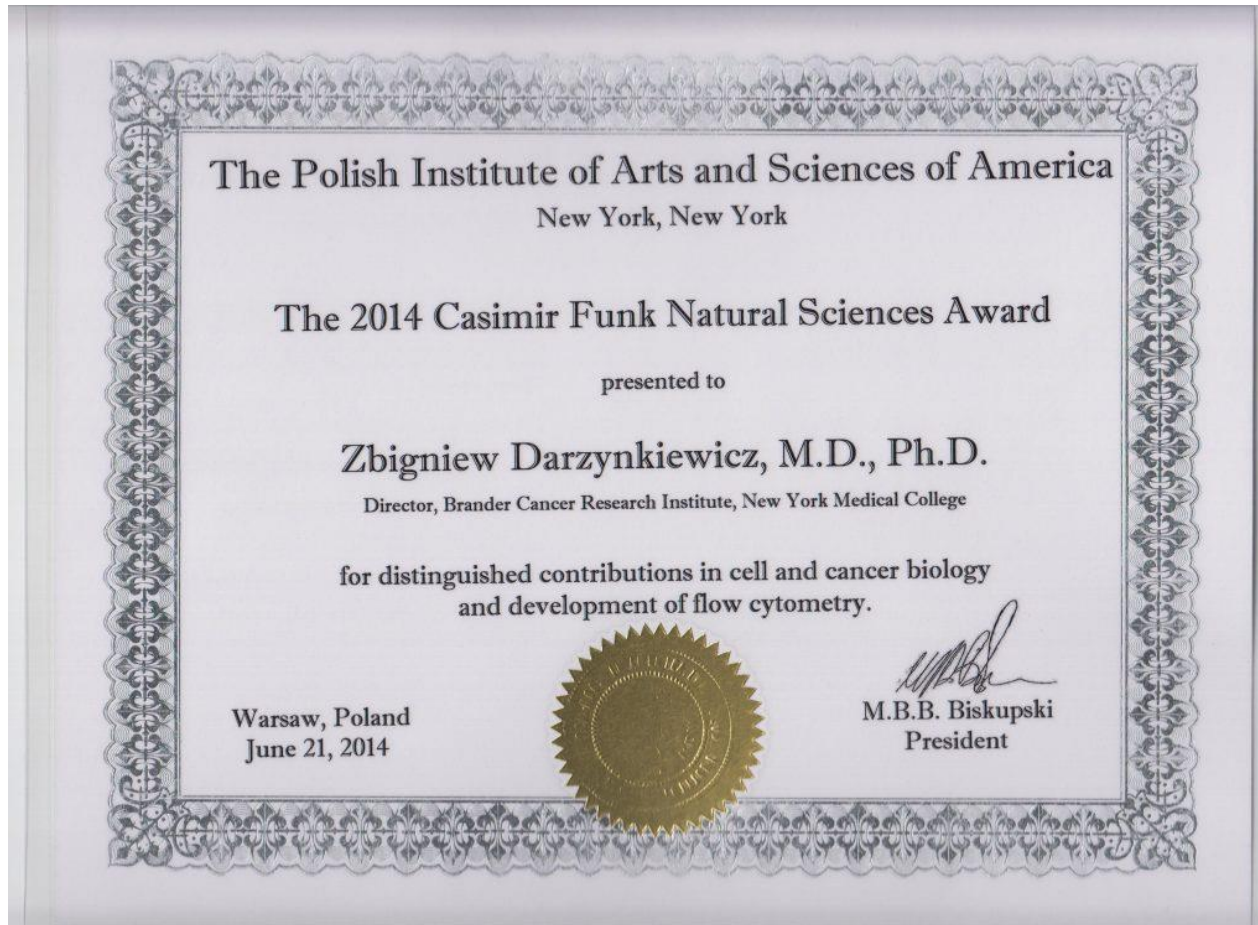 The Polish Institute of Arts and Sciences of America
New York, New York
The 2014 Casimir Funk Natural Sciences Award
presented to
Zbigniew Darzynkiewicz, M.D., Ph.D.
Director, Brander Cancer Research Institute, New York Medical College
for distinguished contributions in cell and cancer biology
and development of flow cytometry.
Warsaw, Poland
June 21, 2014
M.B.B. Biskupski
President